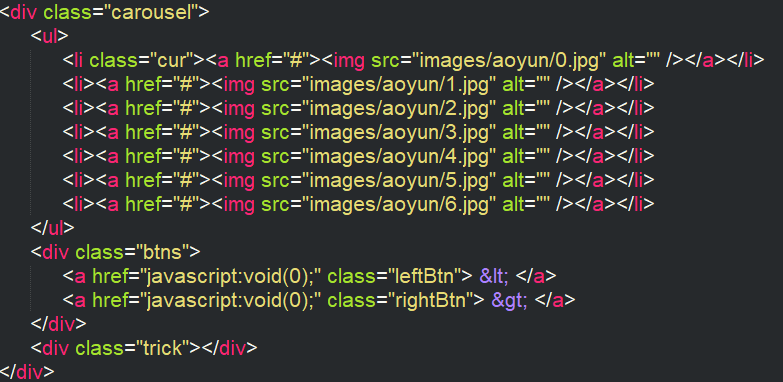 <div class="carousel">
<ul>
<li class="cur"><a href="#"><img src="images/aoyun/0.jpg" alt="" /></a></li>
<li><a href="#"><img src="images/aoyun/1.jpg" alt="" /></a></li>
<li><a href="#"><img src="images/aoyun/2.jpg" alt="" /></a></li>
<li><a href="#"><img src="images/aoyun/3.jpg" alt="" /></a></li>
<li><a href="#"><img src="images/aoyun/4.jpg" alt="" /></a></li>
<li><a href="#"><img src="images/aoyun/5.jpg" alt="" /></a></li>
<li><a href="#"><img src="images/aoyun/6.jpg" alt="" /></a></li>
</ul>
<div class="btns">
<a href="javascript:void(0);" class="leftBtn"> &lt; </a>
<a href="javascript:void(0);" class="rightBtn"> &gt; </a>
</div>
<div class="trick"></div>
</div>